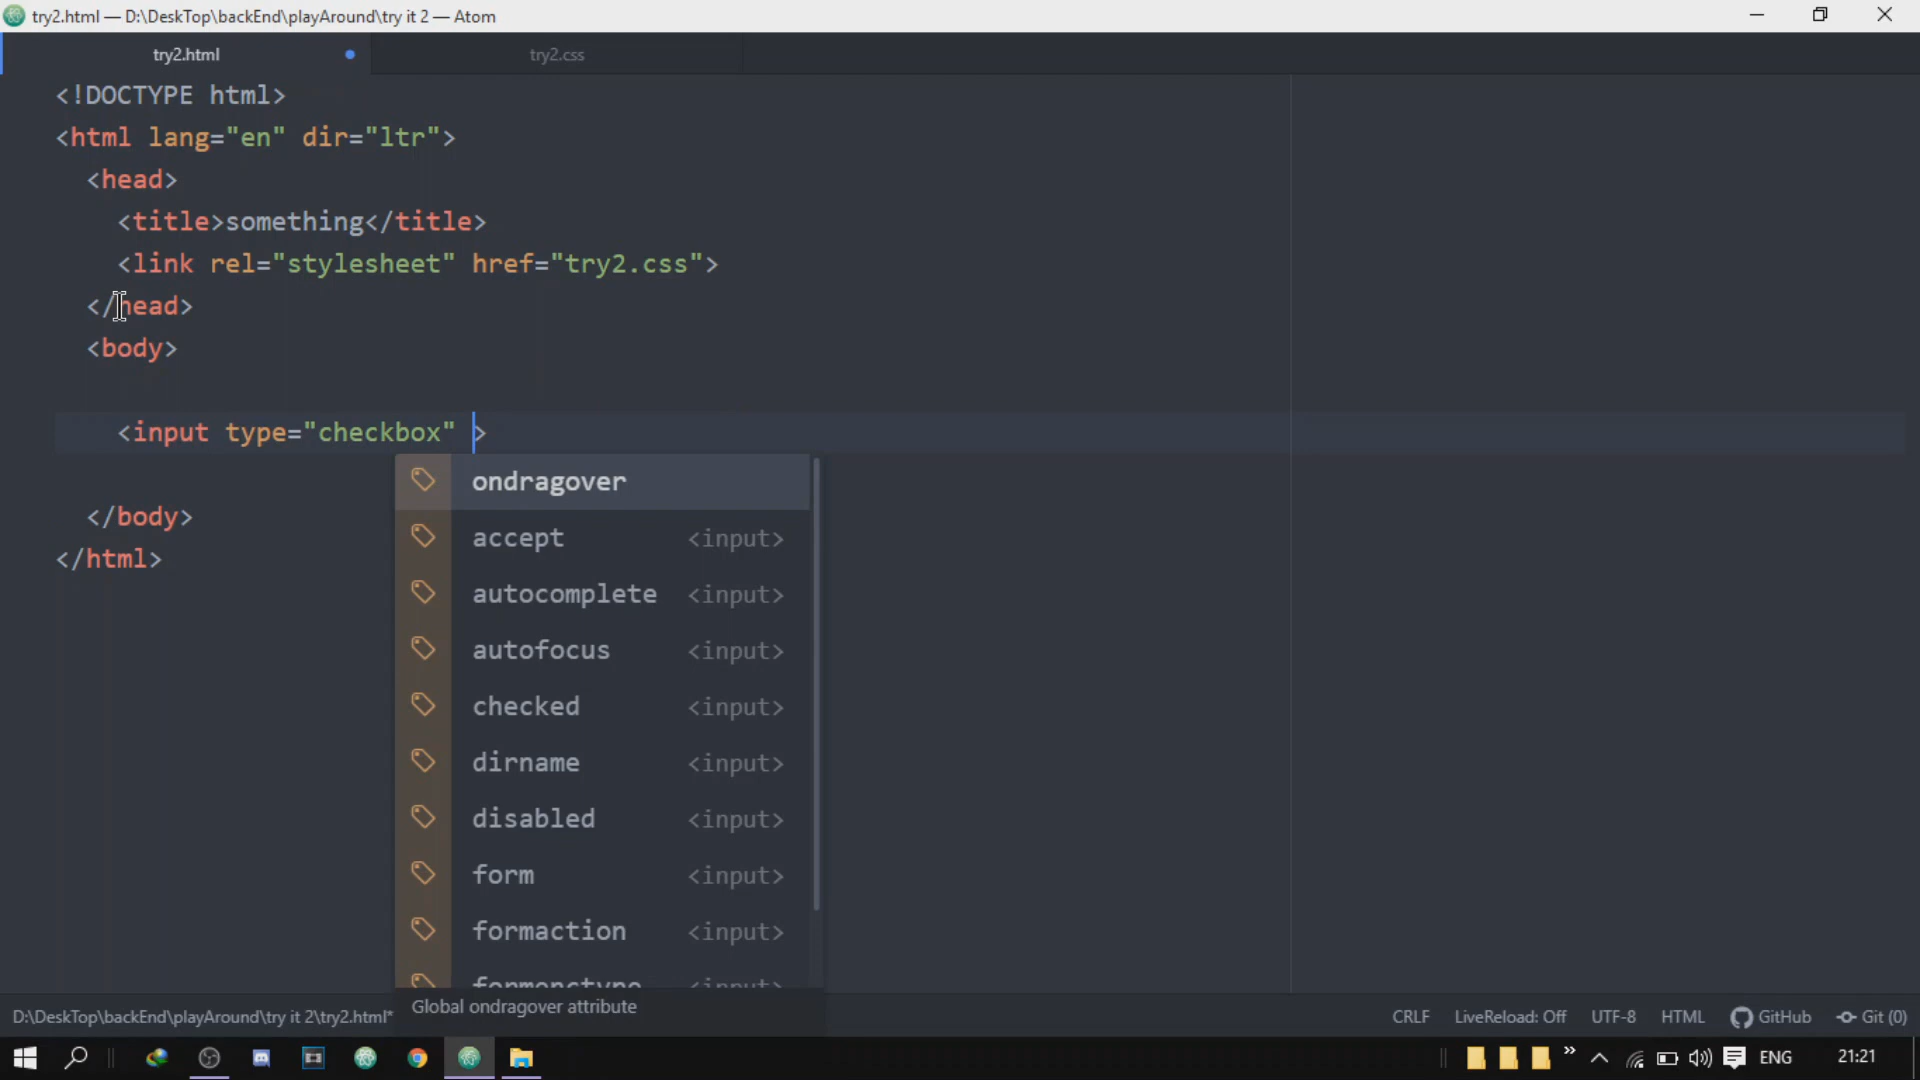 try2.html — D:\DeskTop\backEnd\playAround\try it 2 — Atom
try2.html
try2.css
<!DOCTYPE html>
<html lang="en" dir="ltr">
<head>
<title>something</title>
<link rel="stylesheet" href="try2.css">
</head>
<body>
<input type="checkbox" >
ondragover
accept <input>
autocomplete <input>
autofocus <input>
checked <input>
dirname <input>
disabled <input>
form <input>
formaction <input>
formenctype <input>
Global ondragover attribute
</body>
</html>
D:\DeskTop\backEnd\playAround\try it 2\try2.html*
CRLF LiveReload: Off UTF-8 HTML GitHub Git (0)
ENG 21:21